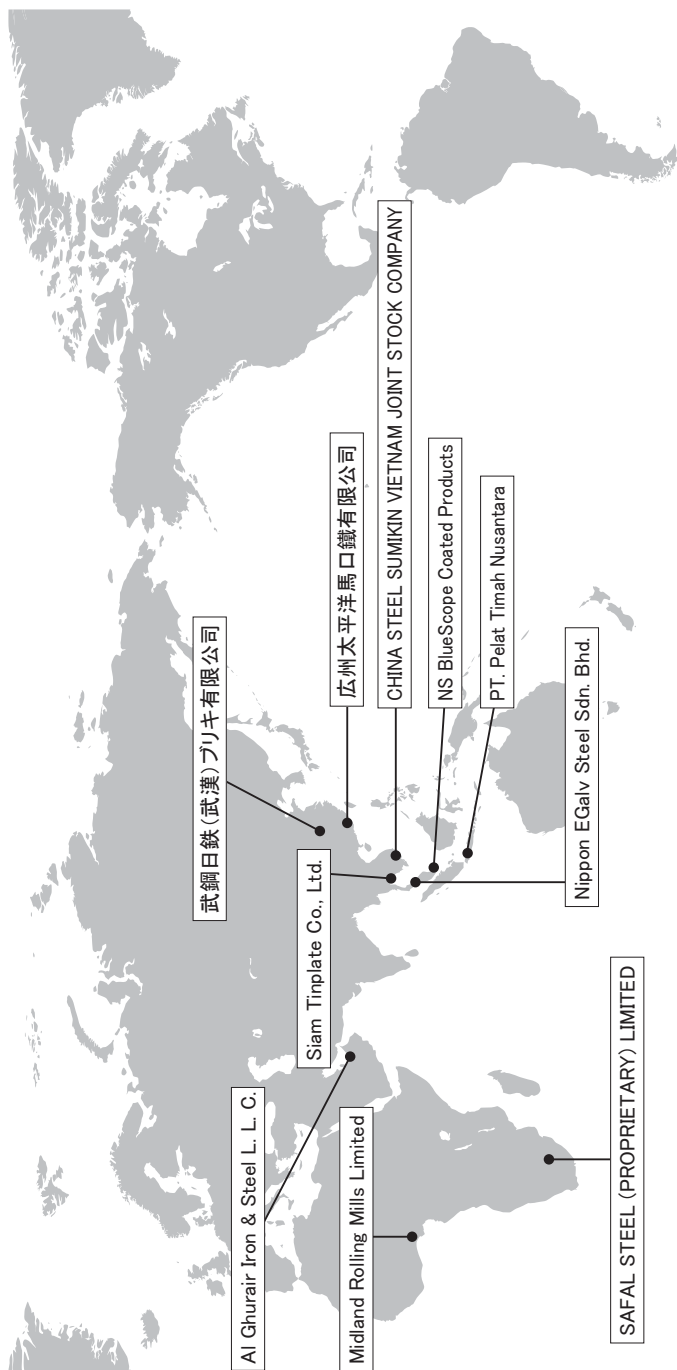 武鋼日鉄(武漢)ブリキ有限公司
広州太平洋馬口鐵有限公司
CHINA STEEL SUMIKIN VIETNAM JOINT STOCK COMPANY
NS BlueScope Coated Products
PT. Pelat Timah Nusantara
Nippon EGalv Steel Sdn. Bhd.
Siam Tinplate Co., Ltd.
Al Ghurair Iron & Steel L. L. C.
Midland Rolling Mills Limited
SAFAL STEEL (PROPRIETARY) LIMITED